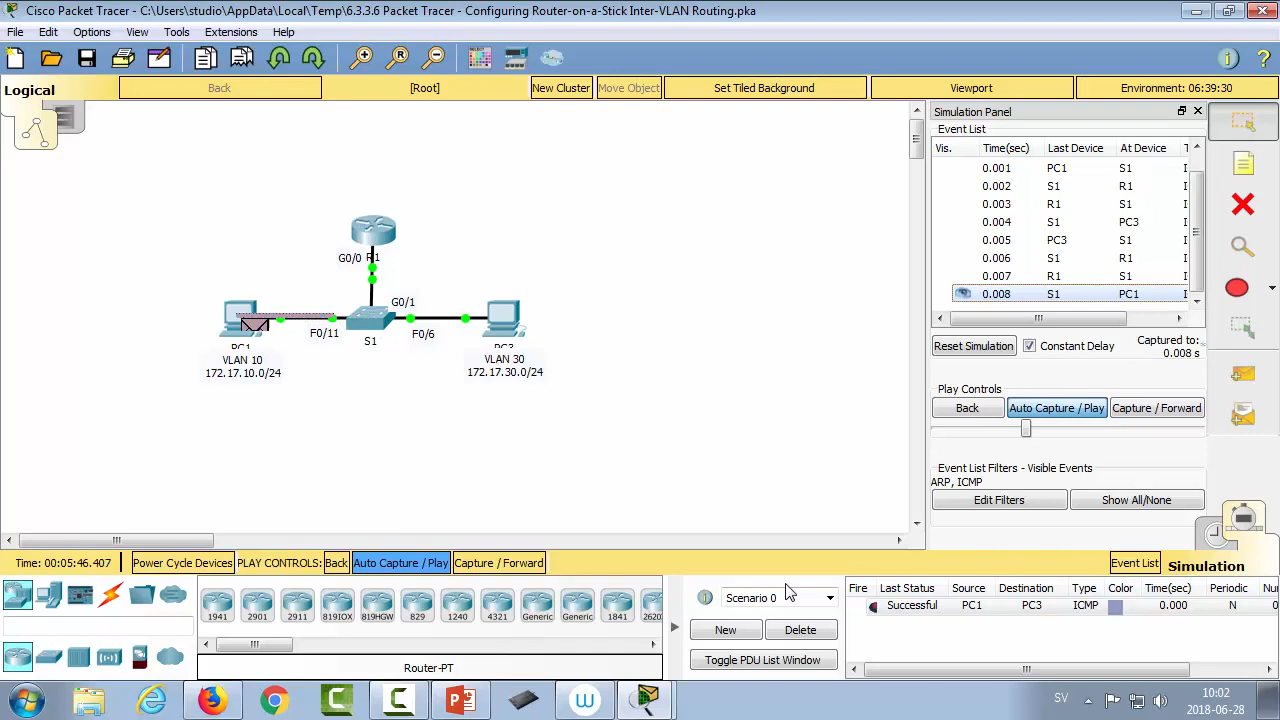 Cisco Packet Tracer - C:\Users\studio\AppData\Local\Temp\6.3.3.6 Packet Tracer - Configuring Router-on-a-Stick Inter-VLAN Routing.pka
File Edit Options View Tools Extensions Help
Logical Back [Root] New Cluster Move Object Set Tiled Background Viewport Environment: 06:39:30
Simulation Panel
Event List
Vis. Time(sec) Last Device At Device
0.001 PC1 S1
0.002 S1 R1
0.003 R1 S1
0.004 S1 PC3
0.005 PC3 S1
0.006 S1 R1
0.007 R1 S1
0.008 S1 PC1
Reset Simulation Constant Delay Captured to:
0.008 s
Play Controls
Back Auto Capture / Play Capture / Forward
Event List Filters - Visible Events
ARP, ICMP
Edit Filters Show All/None
G0/0 R1
G0/1
F0/11 F0/6
S1
PC1
PC3
VLAN 10
172.17.10.0/24
VLAN 30
172.17.30.0/24
Time: 00:05:46.407 Power Cycle Devices PLAY CONTROLS: Back Auto Capture / Play Capture / Forward Event List Simulation
1941 2901 2911 819IOX 819HGW 829 1240 4321 Generic Generic 1841
Router-PT
Scenario 0
New Delete
Toggle PDU List Window
Fire Last Status Source Destination Type Color Time(sec) Periodic
Successful PC1 PC3 ICMP 0.000 N
SV
10:02
2018-06-28